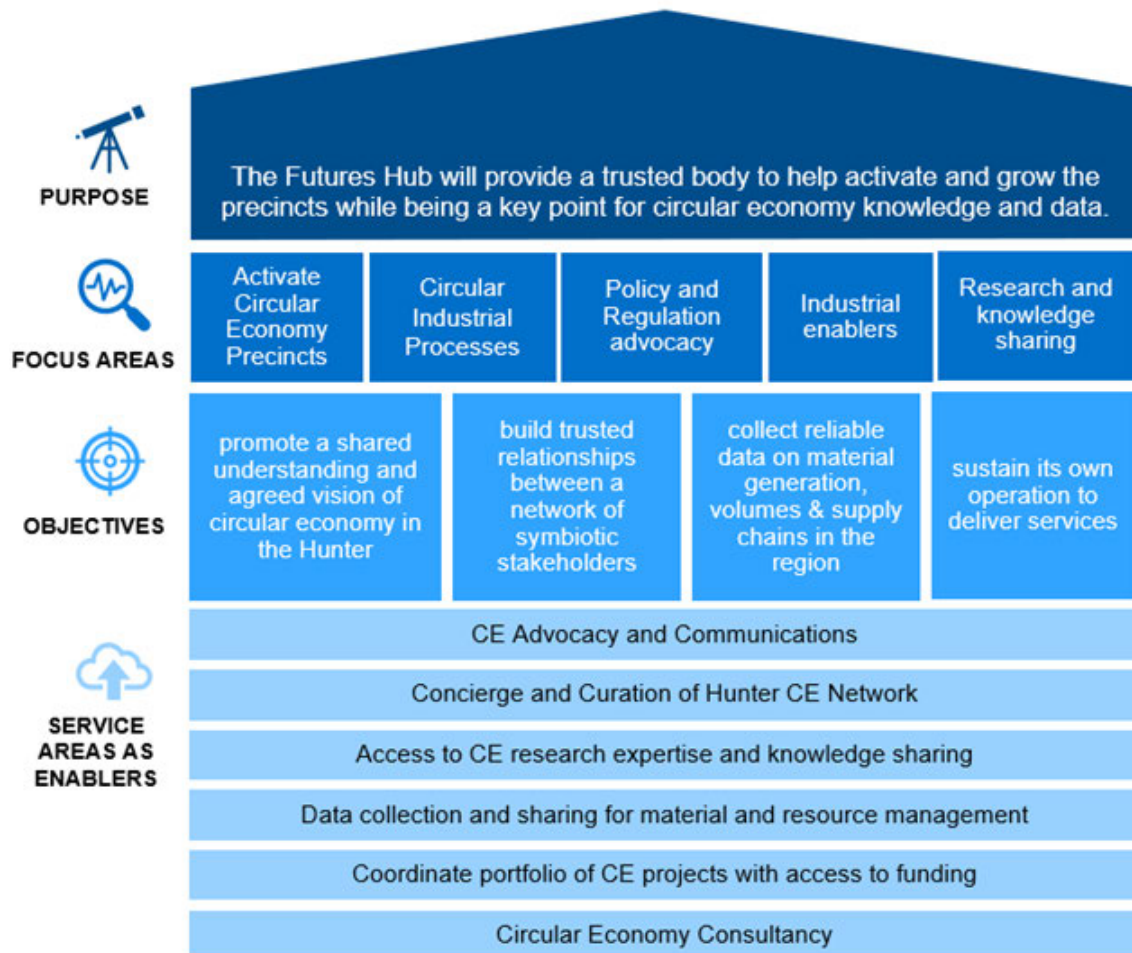 PURPOSE
The Futures Hub will provide a trusted body to help activate and grow the
precincts while being a key point for circular economy knowledge and data.
FOCUS AREAS
Activate
Circular
Economy
Precincts
Circular
Industrial
Processes
Policy and
Regulation
advocacy
Industrial
enablers
Research and
knowledge
sharing
OBJECTIVES
promote a shared
understanding and
agreed vision of
circular economy in
the Hunter
build trusted
relationships
between a
network of
symbiotic
stakeholders
collect reliable
data on material
generation,
volumes & supply
chains in the
region
sustain its own
operation to
deliver services
SERVICE
AREAS AS
ENABLERS
CE Advocacy and Communications
Concierge and Curation of Hunter CE Network
Access to CE research expertise and knowledge sharing
Data collection and sharing for material and resource management
Coordinate portfolio of CE projects with access to funding
Circular Economy Consultancy